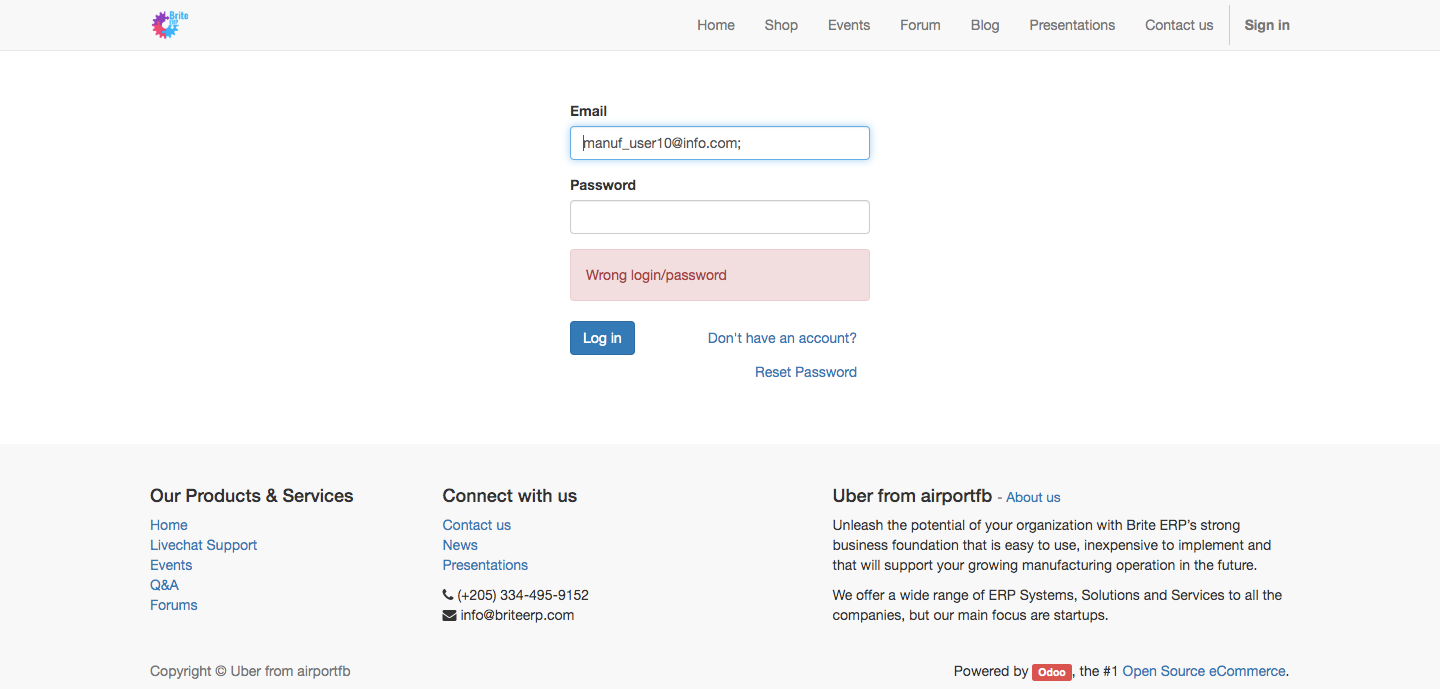 Brite
ERP
Home Shop Events Forum Blog Presentations Contact us Sign in
Email
manuf_user10@info.com;
Password
Wrong login/password
Log in Don't have an account?
Reset Password
Our Products & Services
Home
Livechat Support
Events
Q&A
Forums
Connect with us
Contact us
News
Presentations
(+205) 334-495-9152
info@briteerp.com
Uber from airportfb - About us
Unleash the potential of your organization with Brite ERP's strong
business foundation that is easy to use, inexpensive to implement and
that will support your growing manufacturing operation in the future.
We offer a wide range of ERP Systems, Solutions and Services to all the
companies, but our main focus are startups.
Copyright © Uber from airportfb
Powered by Odoo, the #1 Open Source eCommerce.